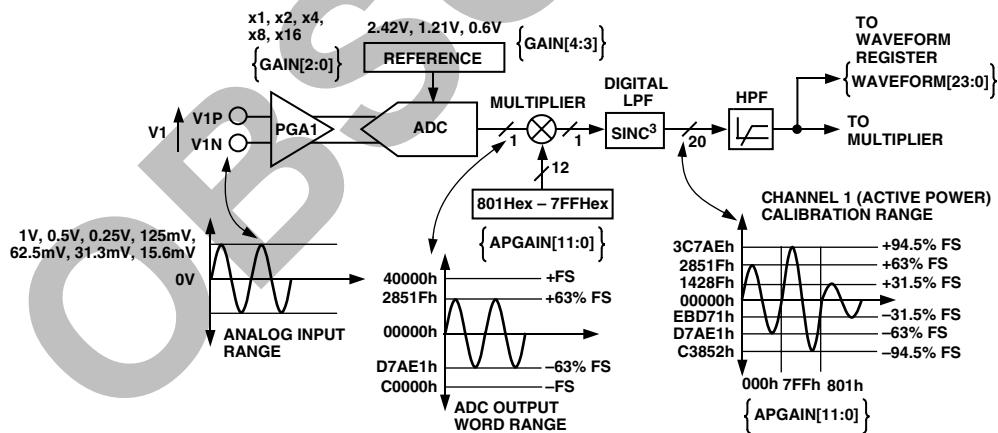 x1, x2, x4,
x8, x16
{GAIN[2:0]}
2.42V, 1.21V, 0.6V
{GAIN[4:3]}
REFERENCE
TO
WAVEFORM
REGISTER
{WAVEFORM[23:0]}
V1
V1P
V1N
PGA1
ADC
MULTIPLIER
1
1
12
DIGITAL
LPF
SINC³
20
HPF
TO
MULTIPLIER
801Hex – 7FFHex
{APGAIN[11:0]}
1V, 0.5V, 0.25V, 125mV,
62.5mV, 31.3mV, 15.6mV
0V
ANALOG INPUT
RANGE
40000h +FS
2851Fh +63% FS
00000h
D7AE1h –63% FS
C0000h –FS
ADC OUTPUT
WORD RANGE
CHANNEL 1 (ACTIVE POWER)
CALIBRATION RANGE
3C7AEh +94.5% FS
2851Fh +63% FS
1428Fh +31.5% FS
00000h
EBD71h –31.5% FS
D7AE1h –63% FS
C3852h –94.5% FS
000h 7FFh 801h
{APGAIN[11:0]}